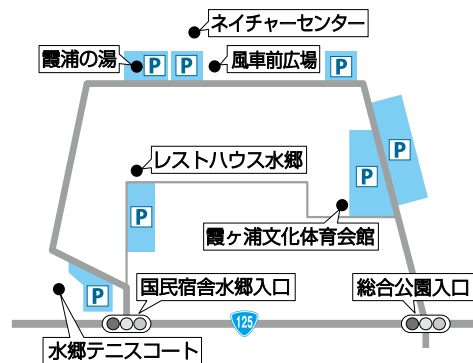 ネイチャーセンター
霞浦の湯
P
P
風車前広場
P
P
P
レストハウス水郷
P
霞ヶ浦文化体育会館
P
国民宿舎水郷入口
総合公園入口
125
水郷テニスコート